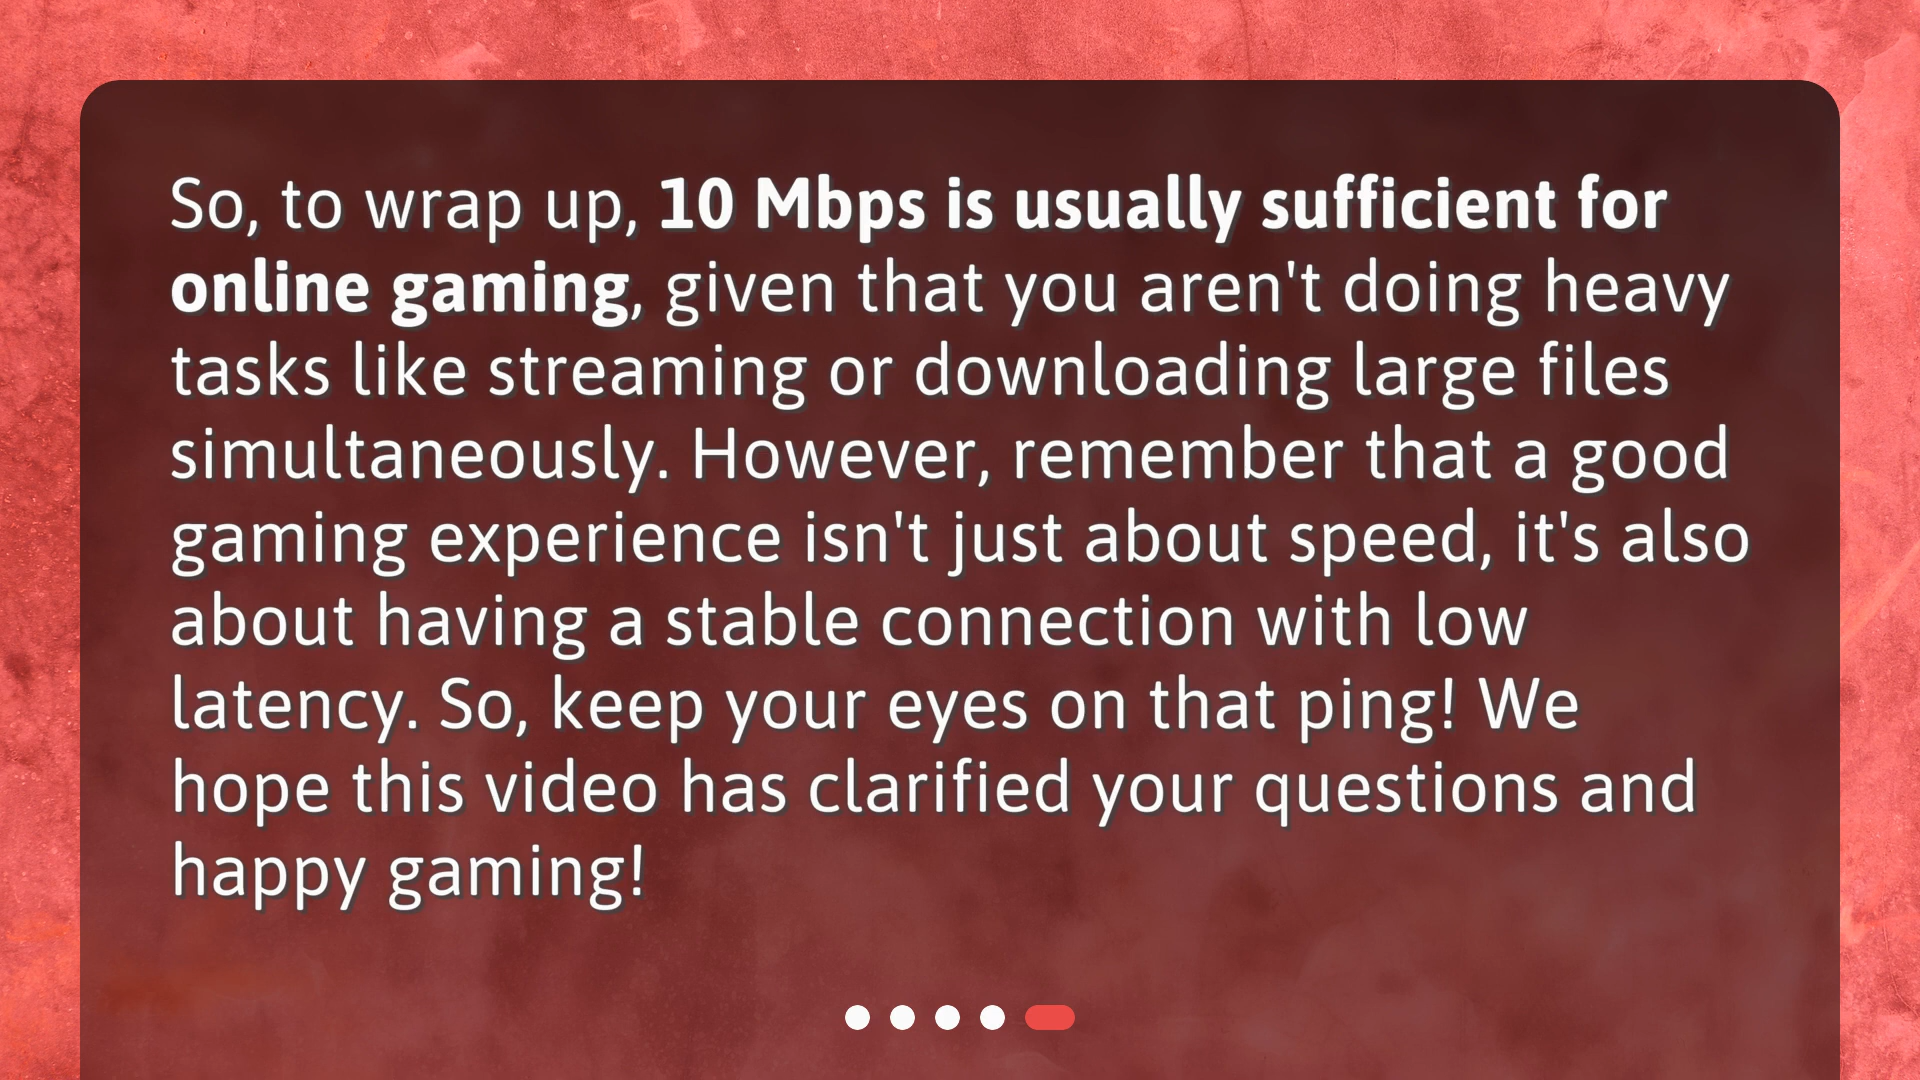 So, to wrap up, 10 Mbps is usually sufficient for
online gaming, given that you aren't doing heavy
tasks like streaming or downloading large files
simultaneously. However, remember that a good
gaming experience isn't just about speed, it's also
about having a stable connection with low
latency. So, keep your eyes on that ping! We
hope this video has clarified your questions and
happy gaming!